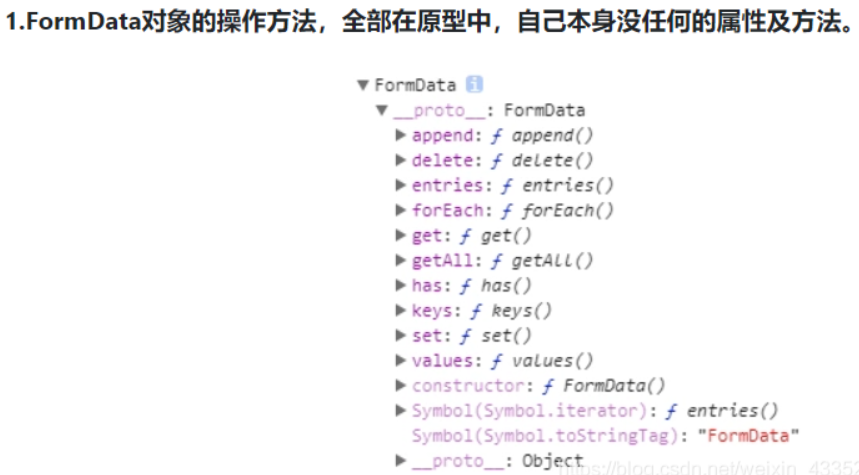 1.FormData对象的操作方法，全部在原型中，自己本身没任何的属性及方法。
▼FormData i
▼__proto__: FormData
▶append: ƒ append()
▶delete: ƒ delete()
▶entries: ƒ entries()
▶forEach: ƒ forEach()
▶get: ƒ get()
▶getAll: ƒ getAll()
▶has: ƒ has()
▶keys: ƒ keys()
▶set: ƒ set()
▶values: ƒ values()
▶constructor: ƒ FormData()
▶Symbol(Symbol.iterator): ƒ entries()
Symbol(Symbol.toStringTag): "FormData"
▶__proto__: Object
https://blog.csdn.net/weixin_43352